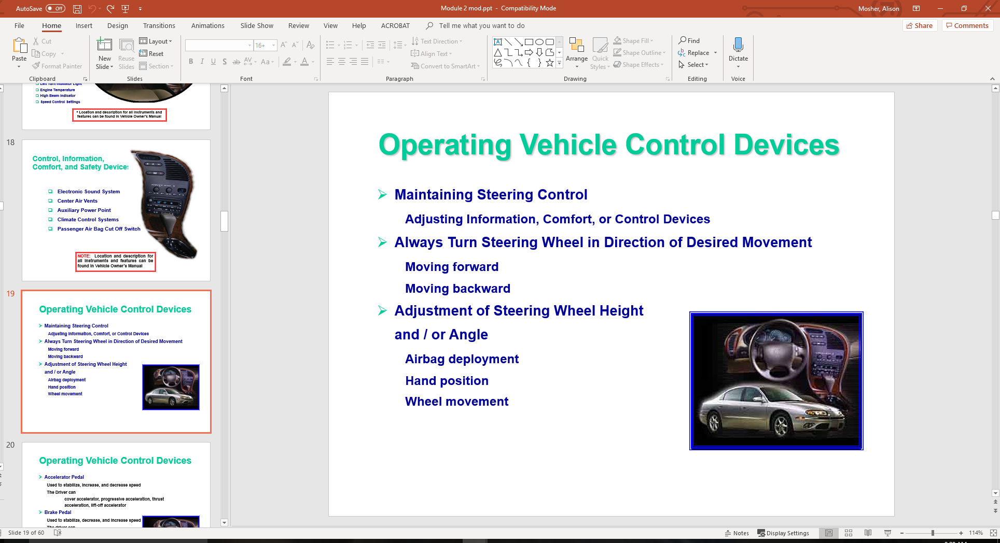 AutoSave Off
Module 2 mod.ppt - Compatibility Mode
Mosher, Alison
File Home Insert Design Transitions Animations Slide Show Review View Help ACROBAT Tell me what you want to do
Share Comments
Paste
Cut
Copy
Format Painter
Clipboard
New Slide
Reuse Slides
Layout
Reset
Section
Slides
16+
B I U S ab AV Aa A
Font
Text Direction
Align Text
Convert to SmartArt
Paragraph
Arrange
Quick Styles
Shape Fill
Shape Outline
Shape Effects
Drawing
Find
Replace
Select
Editing
Dictate
Voice
Left Turn Indicator Light
Engine Temperature
High Beam Indicator
Speed Control Settings
* Location and description for all instruments and
features can be found in Vehicle Owner's Manual
18
Control, Information,
Comfort, and Safety Devices
Electronic Sound System
Center Air Vents
Auxiliary Power Point
Climate Control Systems
Passenger Air Bag Cut Off Switch
NOTE: Location and description for
all instruments and features can be
found in Vehicle Owner's Manual
19
Operating Vehicle Control Devices
Maintaining Steering Control
Adjusting Information, Comfort, or Control Devices
Always Turn Steering Wheel in Direction of Desired Movement
Moving forward
Moving backward
Adjustment of Steering Wheel Height
and / or Angle
Airbag deployment
Hand position
Wheel movement
20
Operating Vehicle Control Devices
Accelerator Pedal
Used to stabilize, increase, and decrease speed
The Driver can
cover accelerator, progressive acceleration, thrust
acceleration, lift-off accelerator
Brake Pedal
Used to stabilize, decrease, and increase speed
The driver can
Operating Vehicle Control Devices
Maintaining Steering Control
Adjusting Information, Comfort, or Control Devices
Always Turn Steering Wheel in Direction of Desired Movement
Moving forward
Moving backward
Adjustment of Steering Wheel Height
and / or Angle
Airbag deployment
Hand position
Wheel movement
Slide 19 of 60
Notes Display Settings 114%